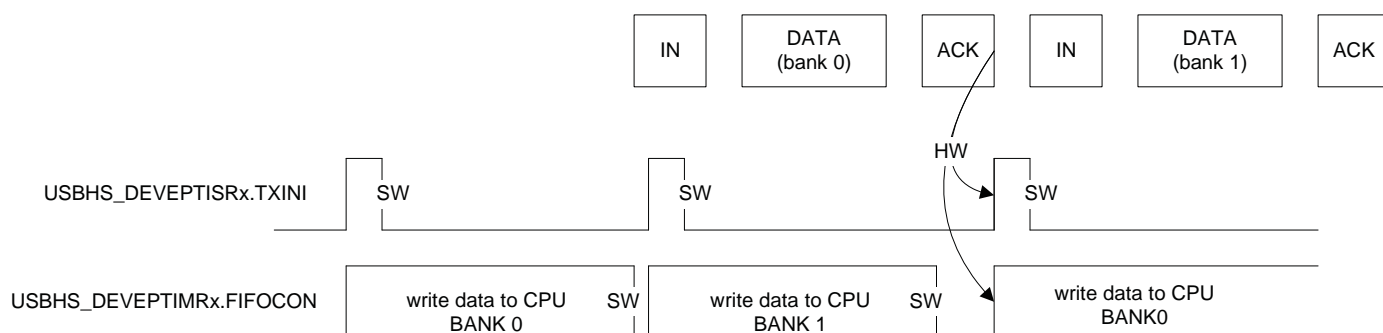 IN
DATA
(bank 0)
ACK
IN
DATA
(bank 1)
ACK
HW
USBHS_DEVEPTISRx.TXINI
SW
SW
SW
USBHS_DEVEPTIMRx.FIFOCON
write data to CPU
BANK 0
SW
write data to CPU
BANK 1
SW
write data to CPU
BANK0